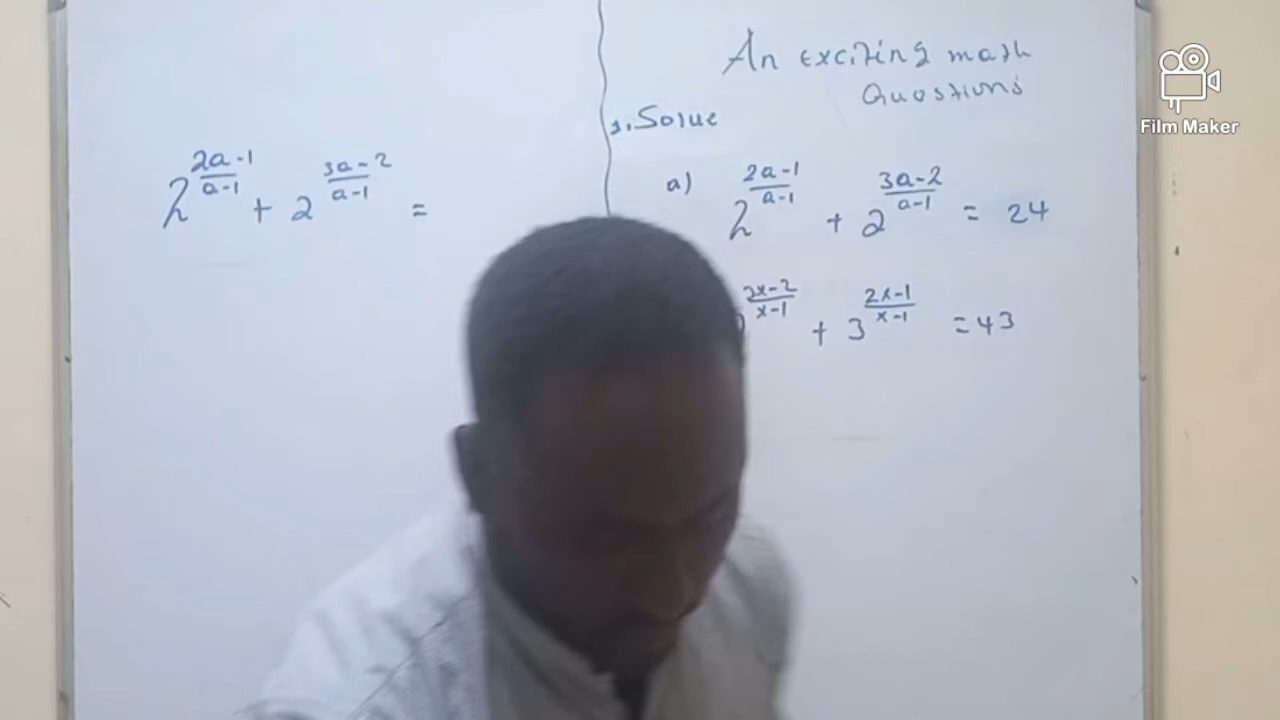 An exciting math
Questions
1. Solve
a) 2^((2a-1)/(a-1)) + 2^((3a-2)/(a-1)) = 24
^((2x-2)/(x-1)) + 3^((2x-1)/(x-1)) = 43
2^((2a-1)/(a-1)) + 2^((3a-2)/(a-1)) =
Film Maker